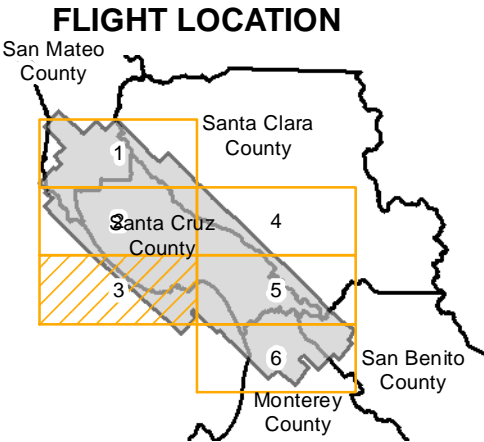 FLIGHT LOCATION
San Mateo
County
Santa Clara
County
1
2
Santa Cruz
County
4
3
5
6
San Benito
County
Monterey
County